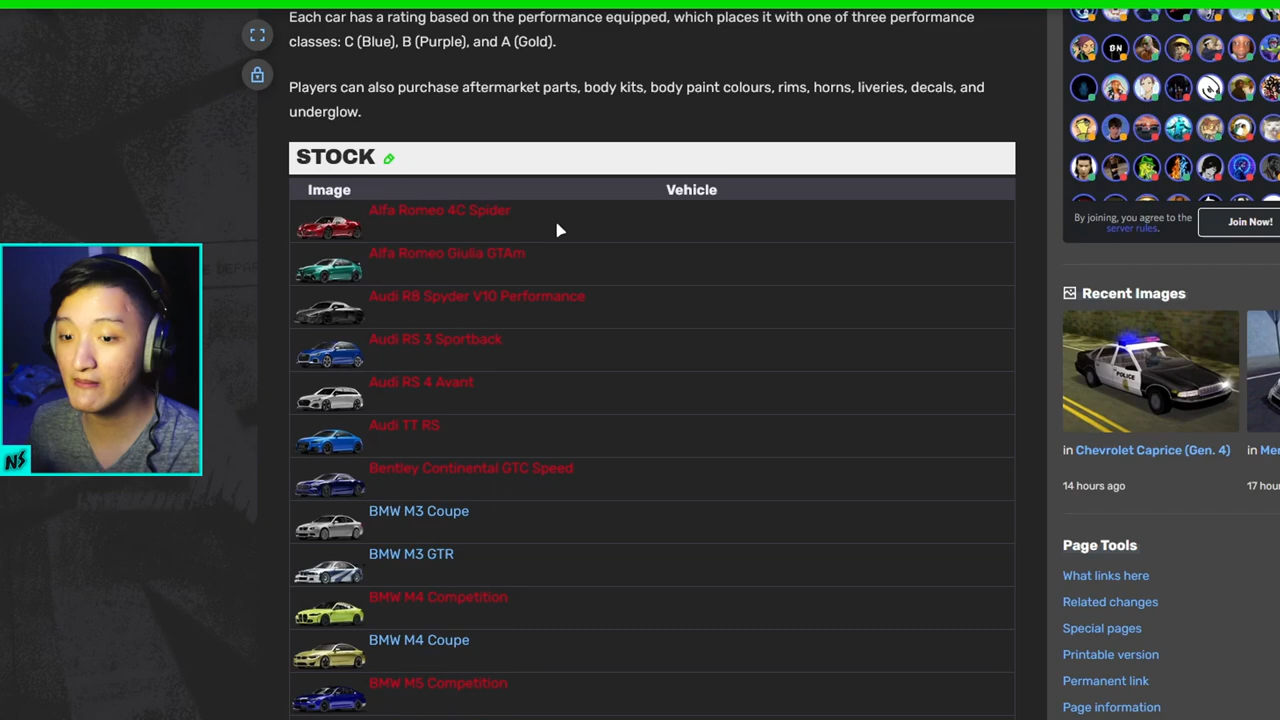 Each car has a rating based on the performance equipped, which places it with one of three performance
classes: C (Blue), B (Purple), and A (Gold).
Players can also purchase aftermarket parts, body kits, body paint colours, rims, horns, liveries, decals, and
underglow.
STOCK
Image Vehicle
Alfa Romeo 4C Spider
Alfa Romeo Giulia GTAm
Audi R8 Spyder V10 Performance
Audi RS 3 Sportback
Audi RS 4 Avant
Audi TT RS
Bentley Continental GTC Speed
BMW M3 Coupe
BMW M3 GTR
BMW M4 Competition
BMW M4 Coupe
BMW M5 Competition
NS
BN
By joining, you agree to the
server rules.
Join Now!
Recent Images
POLICE
in Chevrolet Caprice (Gen. 4)
14 hours ago
in Mer
17 hour
Page Tools
What links here
Related changes
Special pages
Printable version
Permanent link
Page information